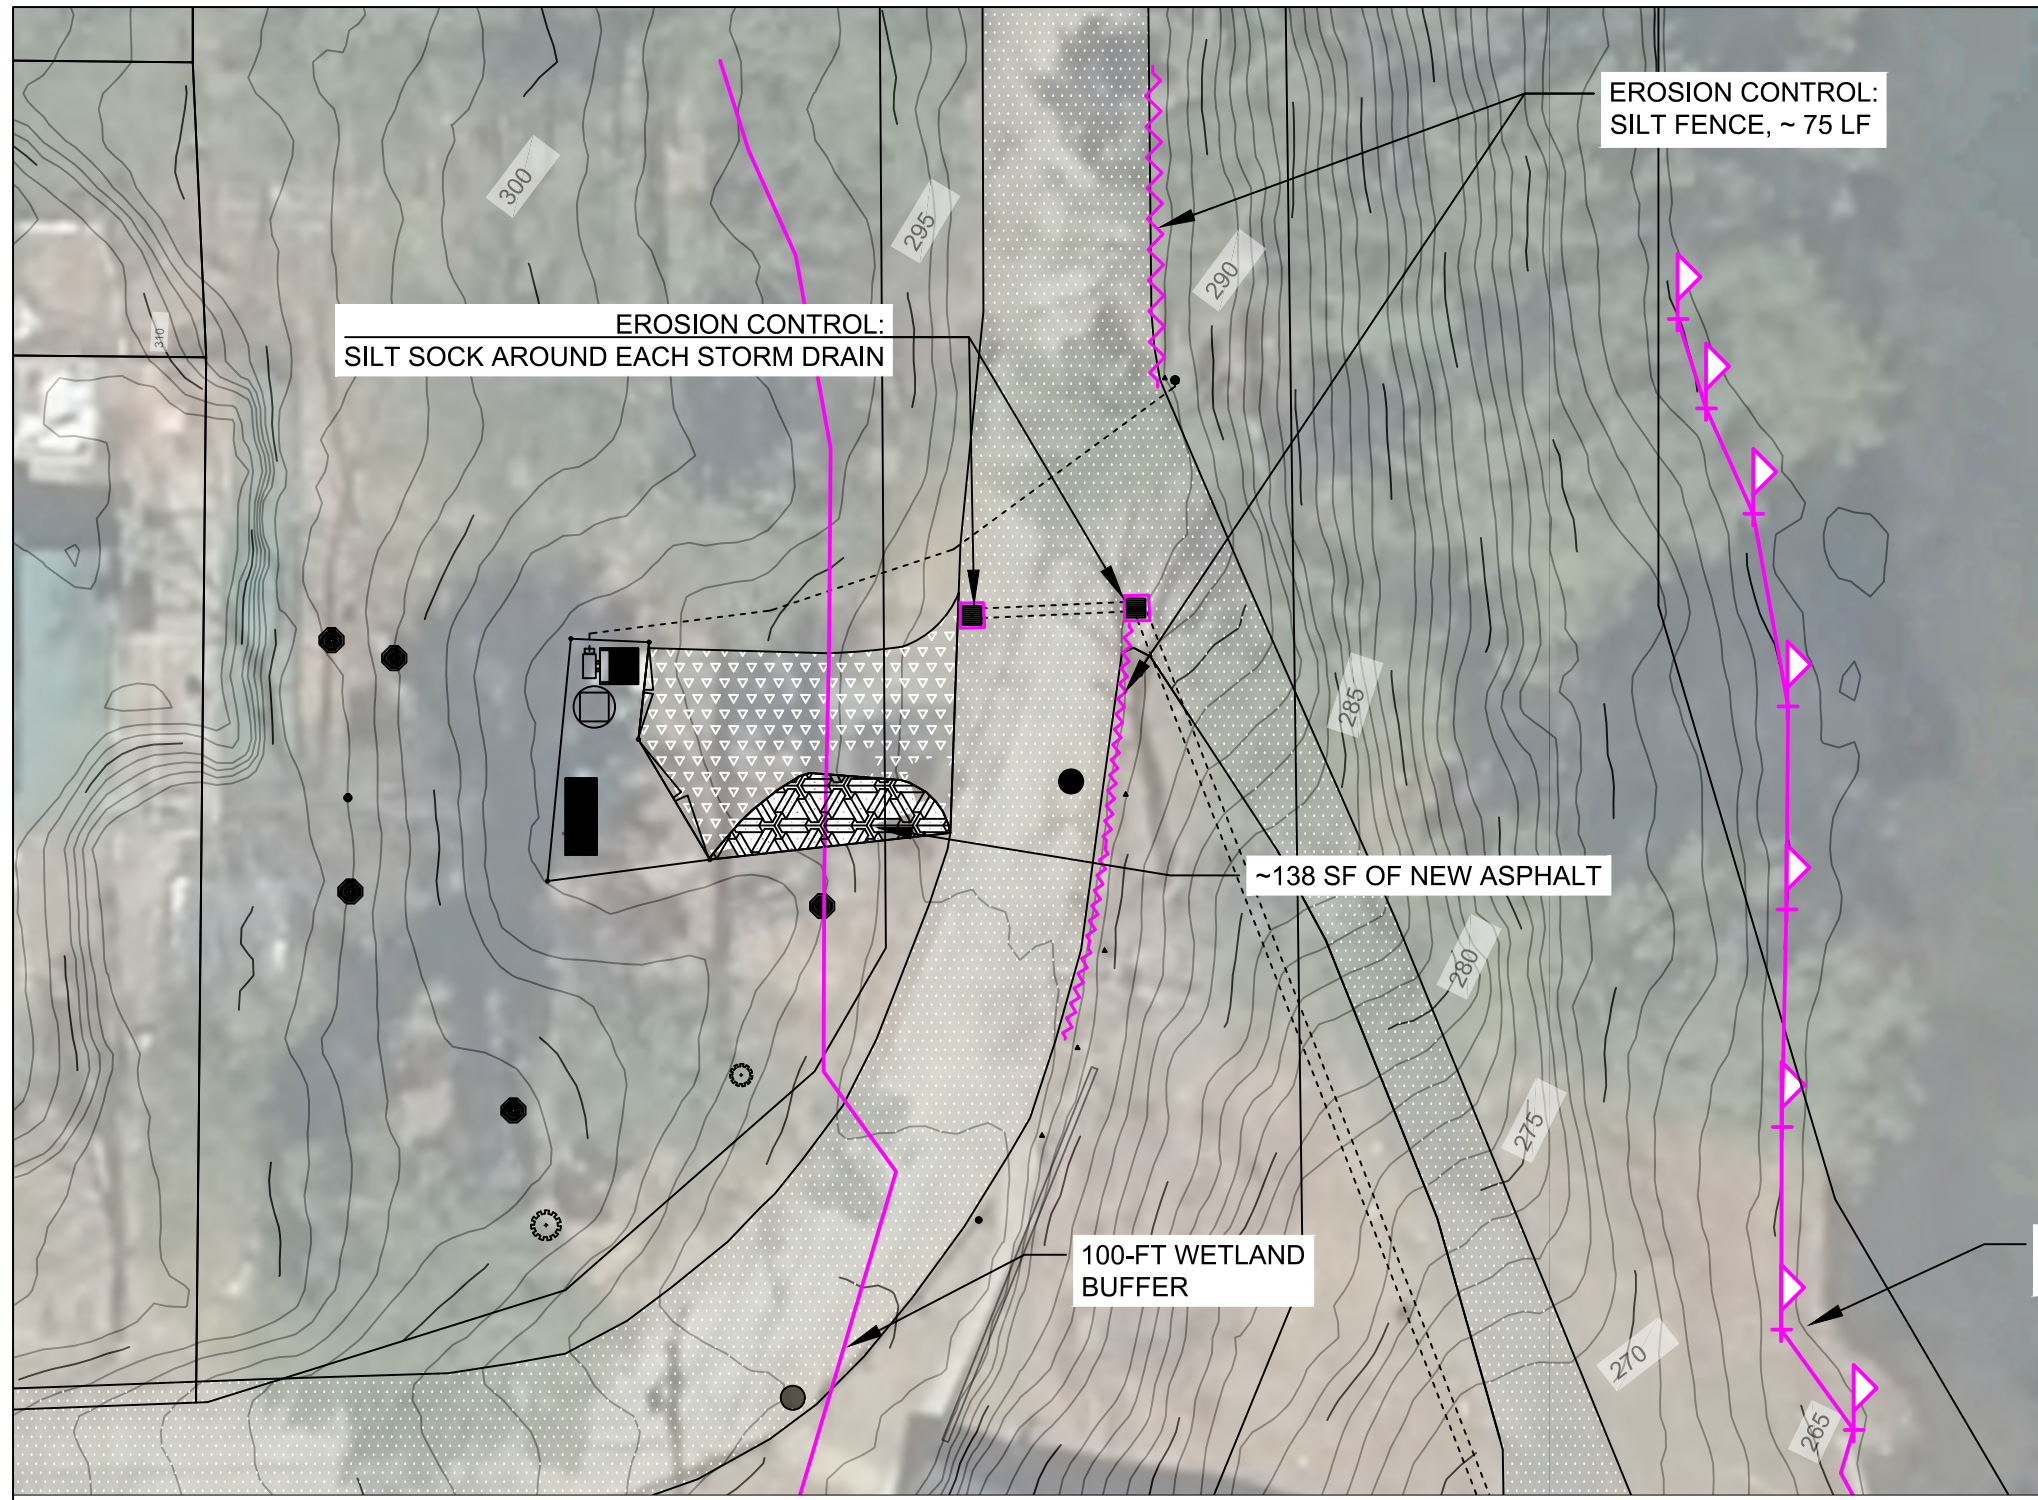 EROSION CONTROL:
SILT FENCE, ~ 75 LF
300
295
290
EROSION CONTROL:
SILT SOCK AROUND EACH STORM DRAIN
310
285
~138 SF OF NEW ASPHALT
280
275
100-FT WETLAND
BUFFER
270
265